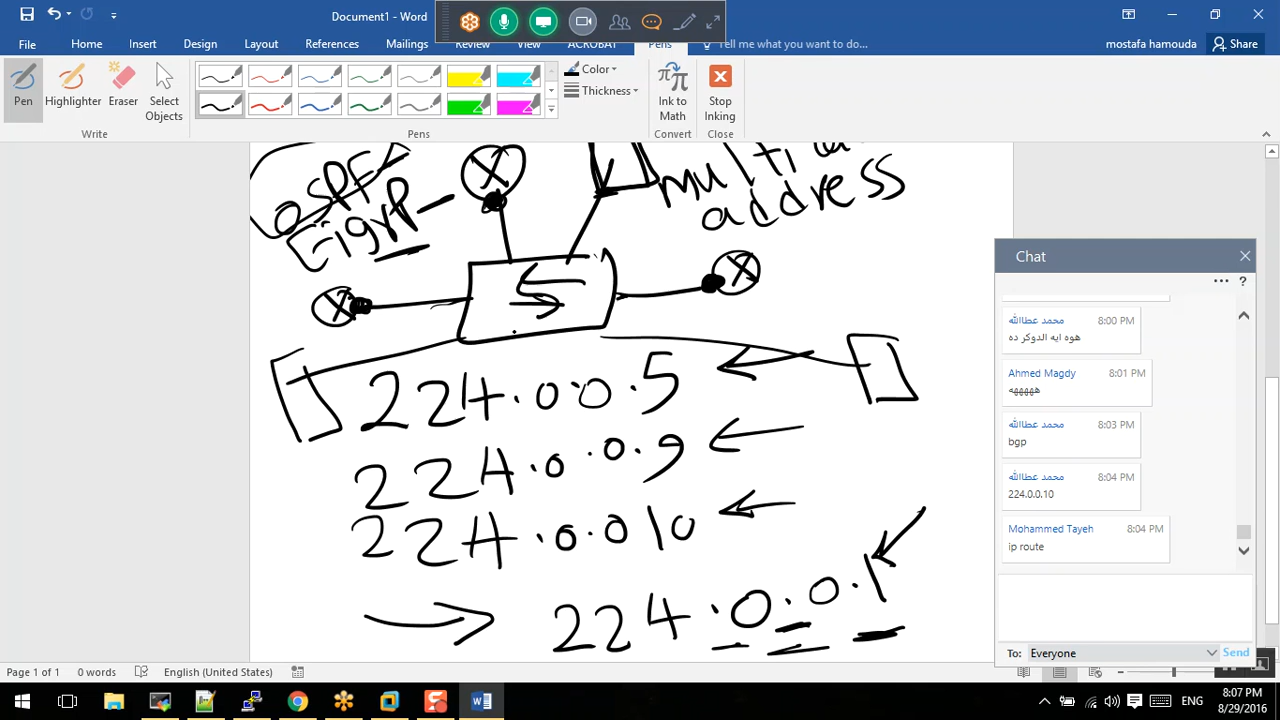 Document1 - Word
mostafa hamouda
Share
File
Home
Insert
Design
Layout
References
Mailings
Review
ACROBAT
Pens
Tell me what you want to do...
Pen
Highlighter
Eraser
Select Objects
Color
Thickness
Ink to Math
Stop Inking
Write
Pens
Convert
Close
ospf
Eigrp
address
224.0.0.5
224.0.0.9
224.0.010
224.0.0.1
Chat
محمد عطاالله 8:00 PM
هوه ايه الدوكر ده
Ahmed Magdy 8:01 PM
هههههه
محمد عطاالله 8:03 PM
bgp
محمد عطاالله 8:04 PM
224.0.0.10
Mohammed Tayeh 8:04 PM
ip route
To: Everyone
Send
Page 1 of 1
0 words
English (United States)
ENG
8:07 PM
8/29/2016